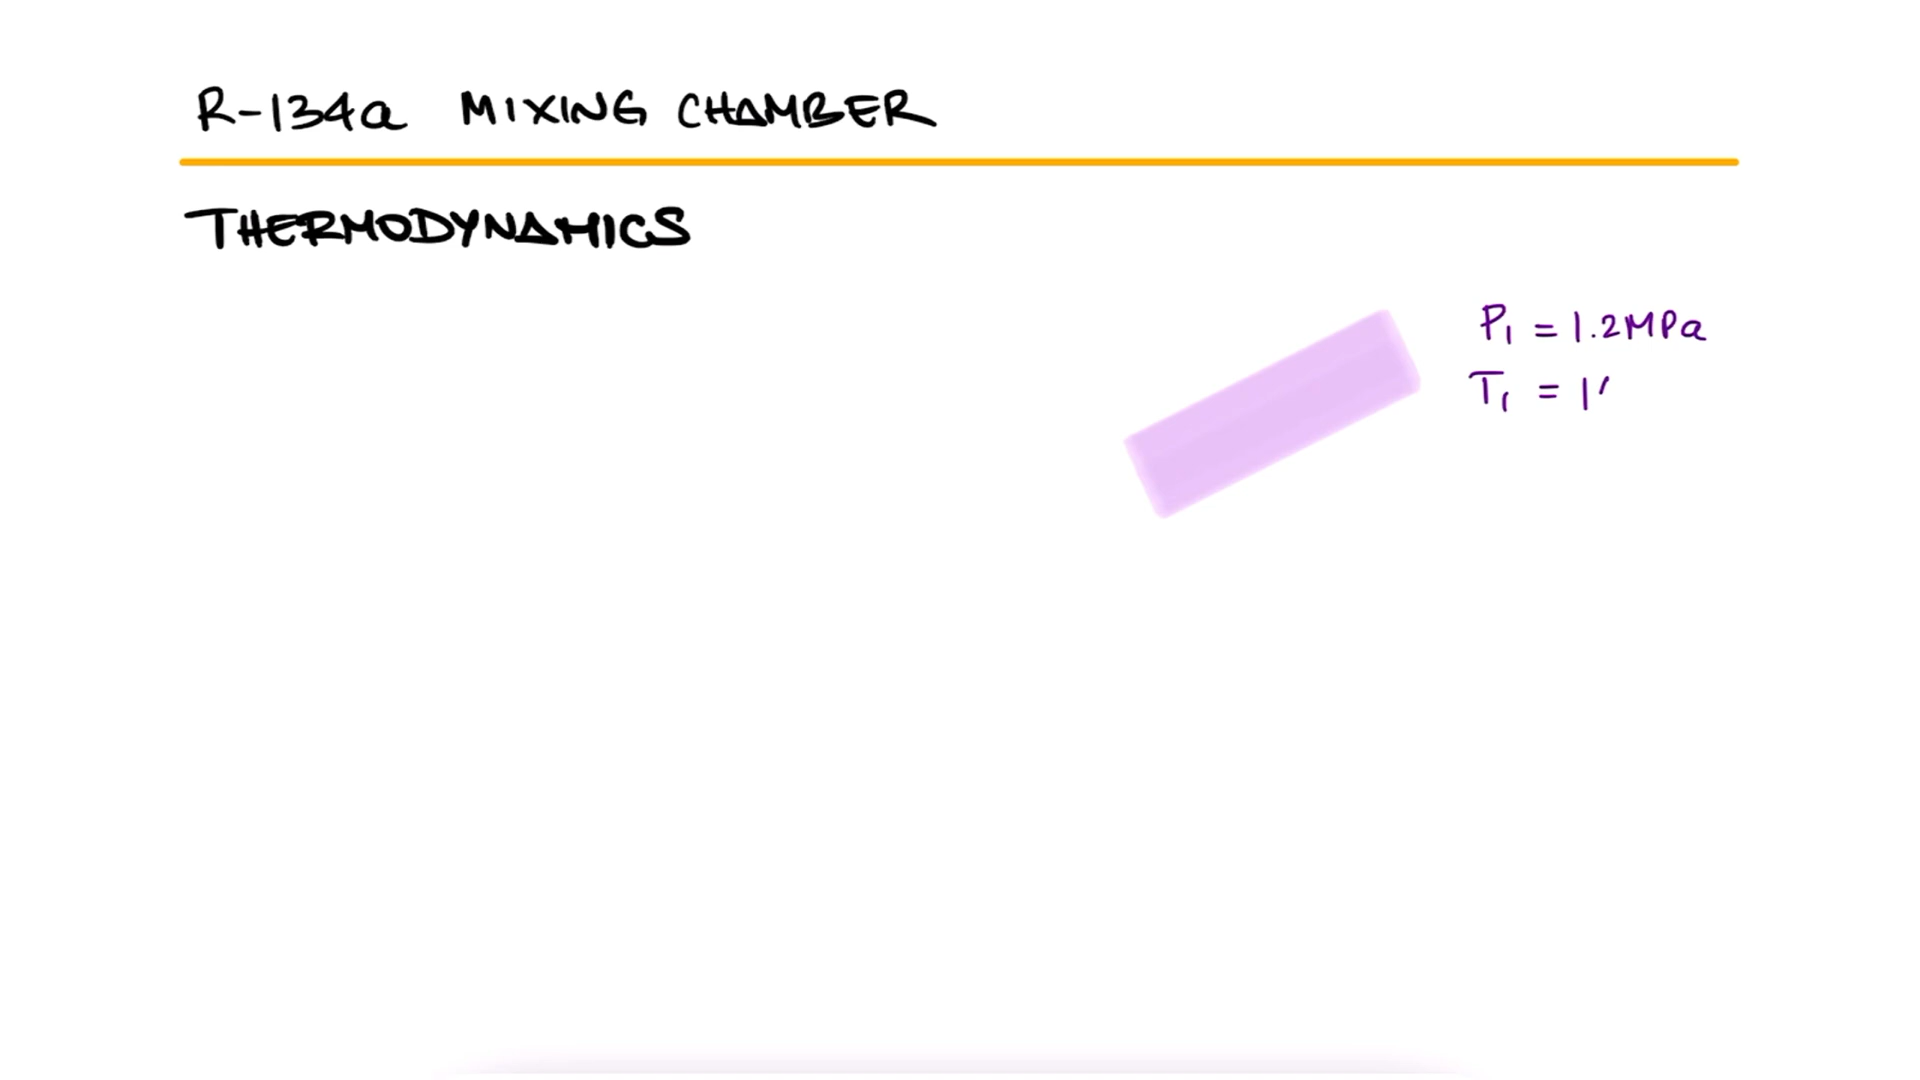 R-134a MIXING CHAMBER
THERMODYNAMICS
P₁ = 1.2MPa
T₁ = 1